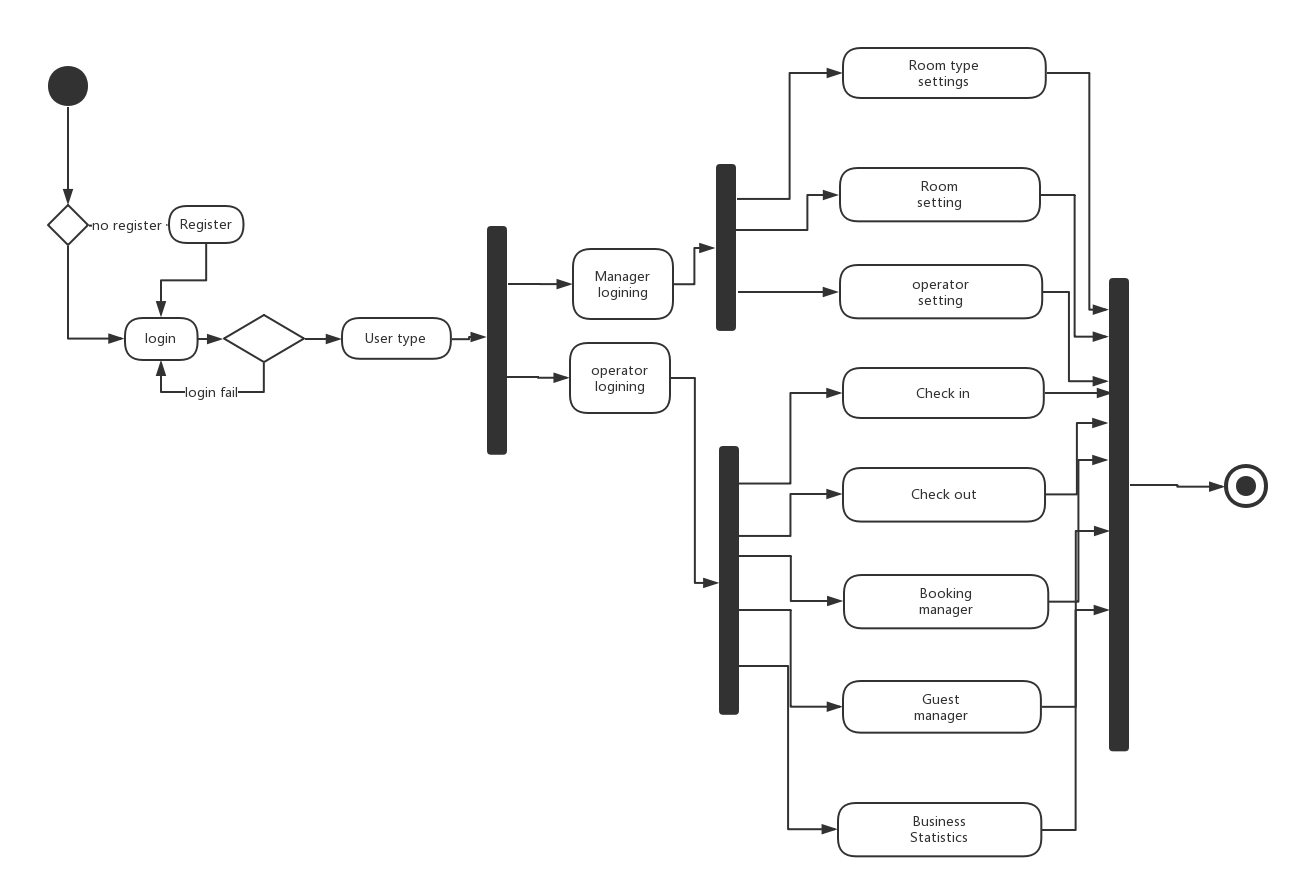 Room type
settings
Room
setting
no register
Register
Manager
logining
operator
setting
login
User type
login fail
operator
logining
Check in
Check out
Booking
manager
Guest
manager
Business
Statistics